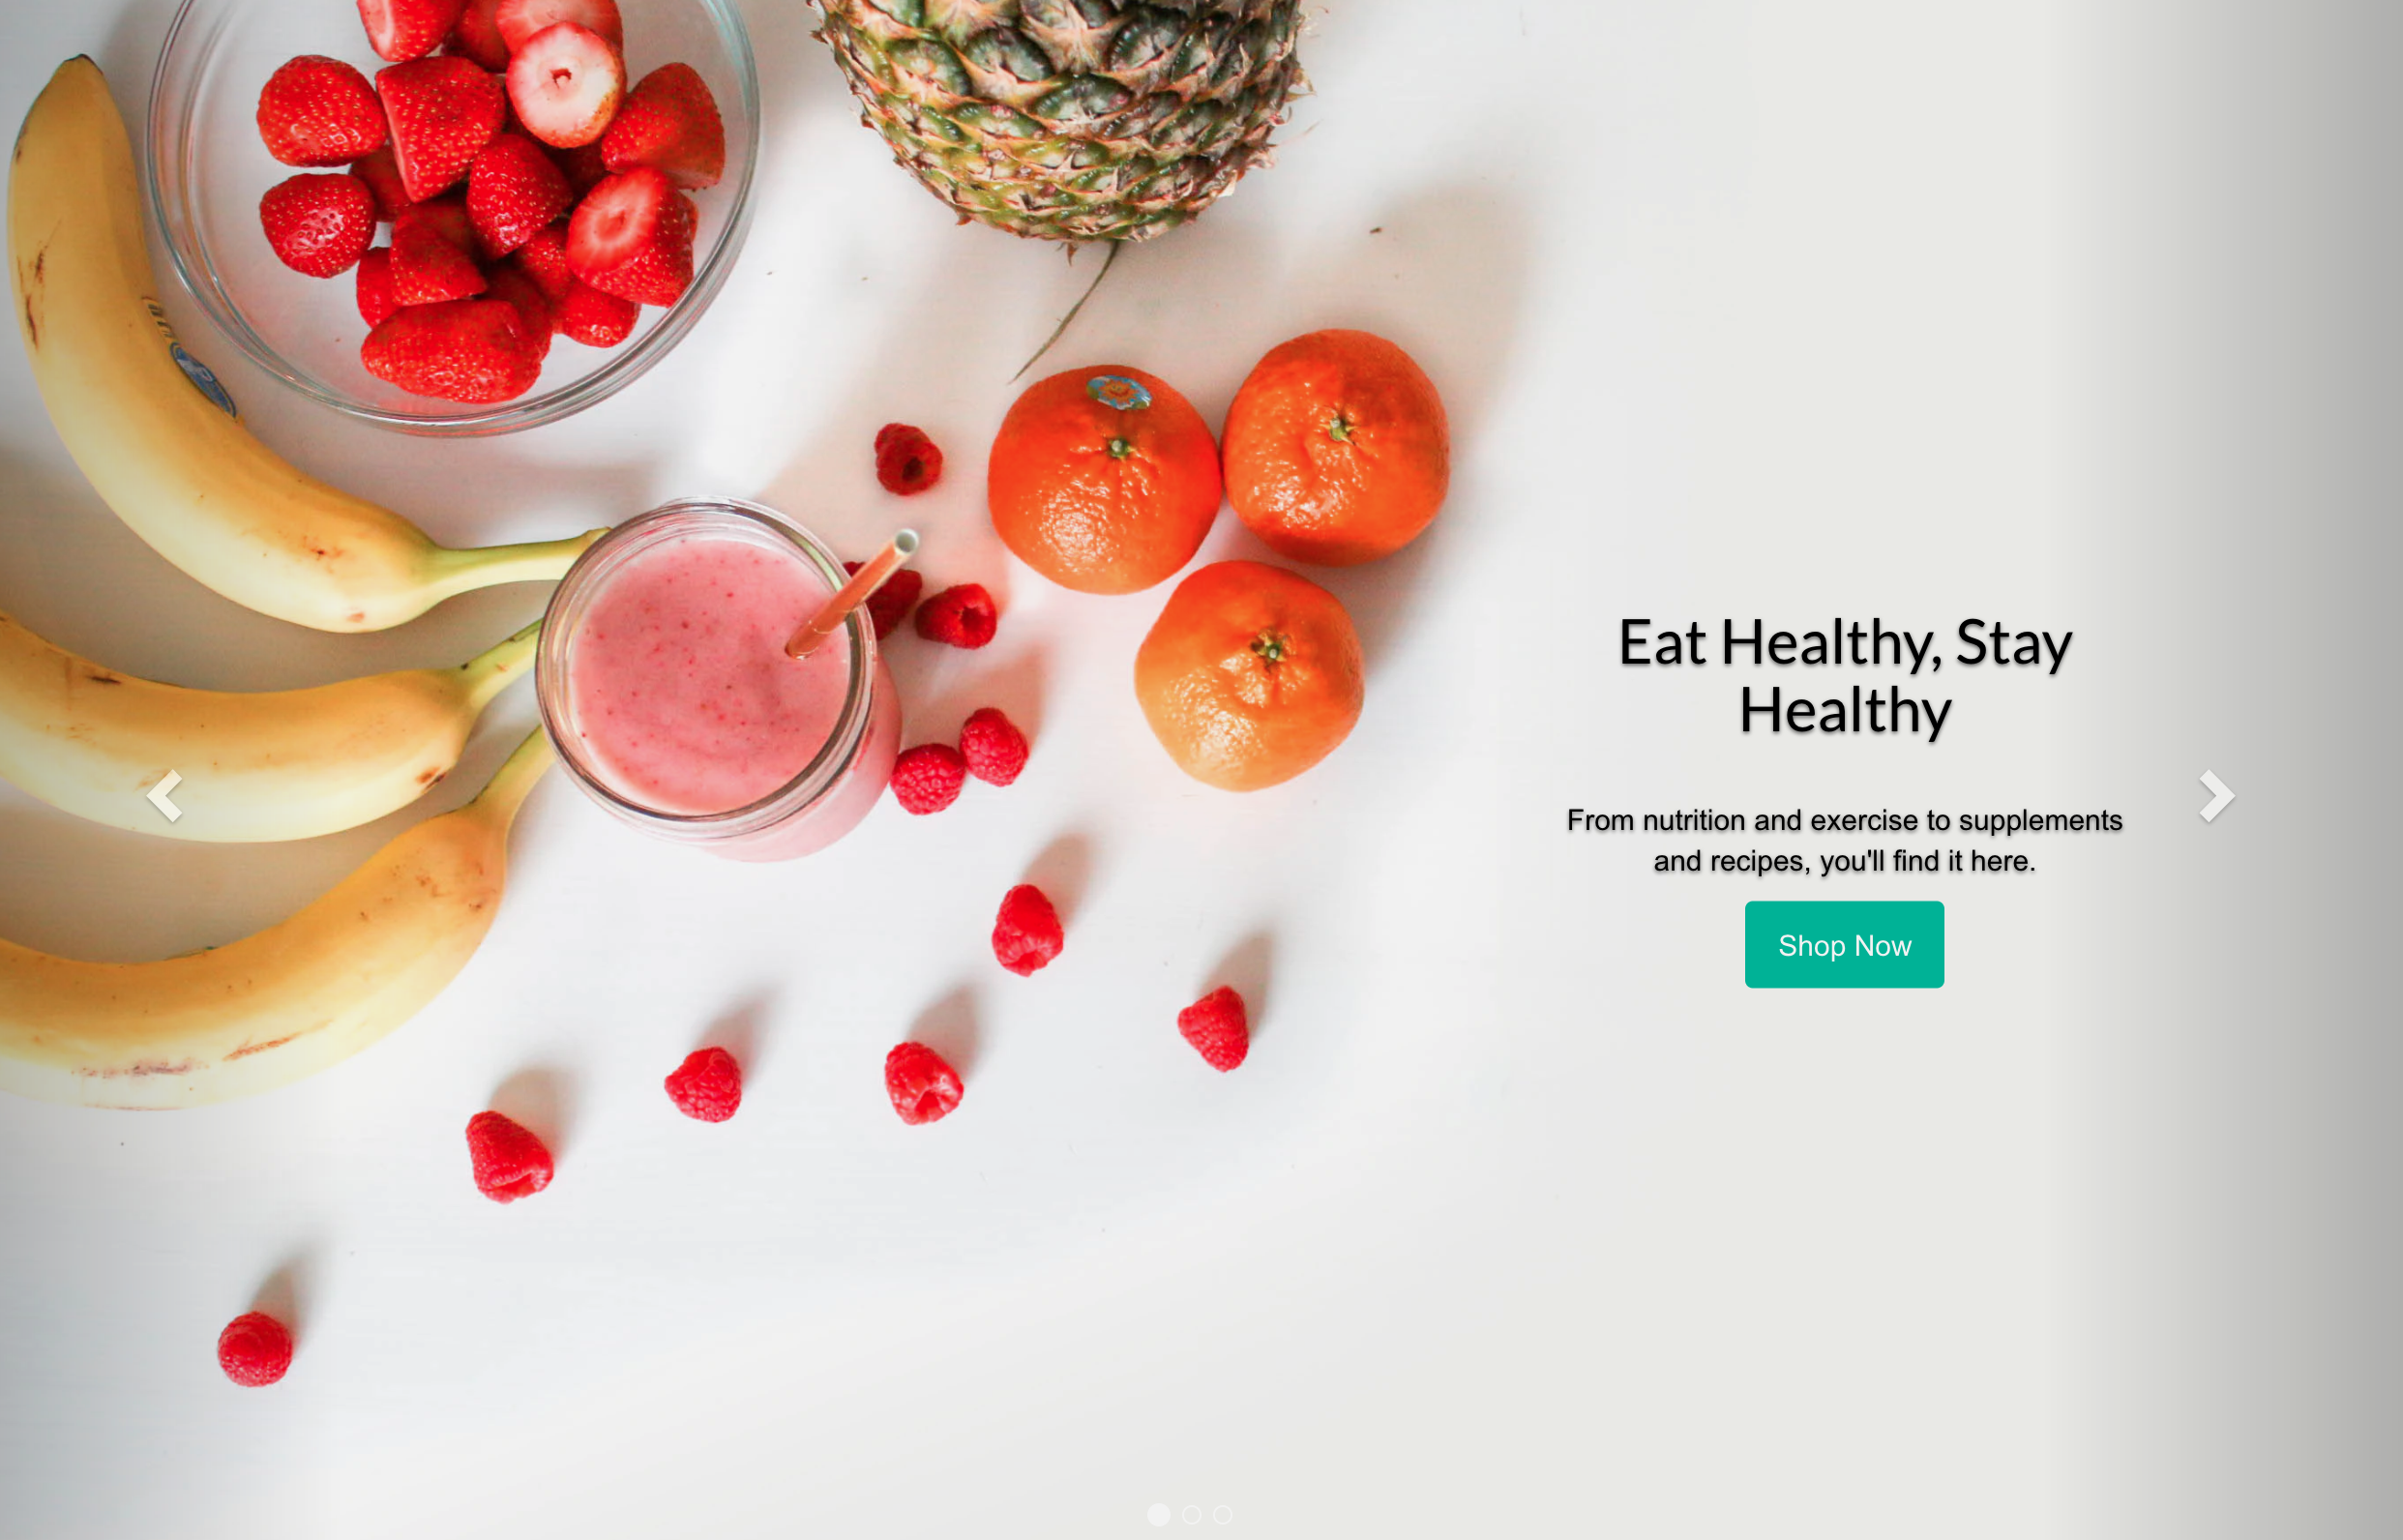 Eat Healthy, Stay
Healthy
From nutrition and exercise to supplements
and recipes, you'll find it here.
Shop Now